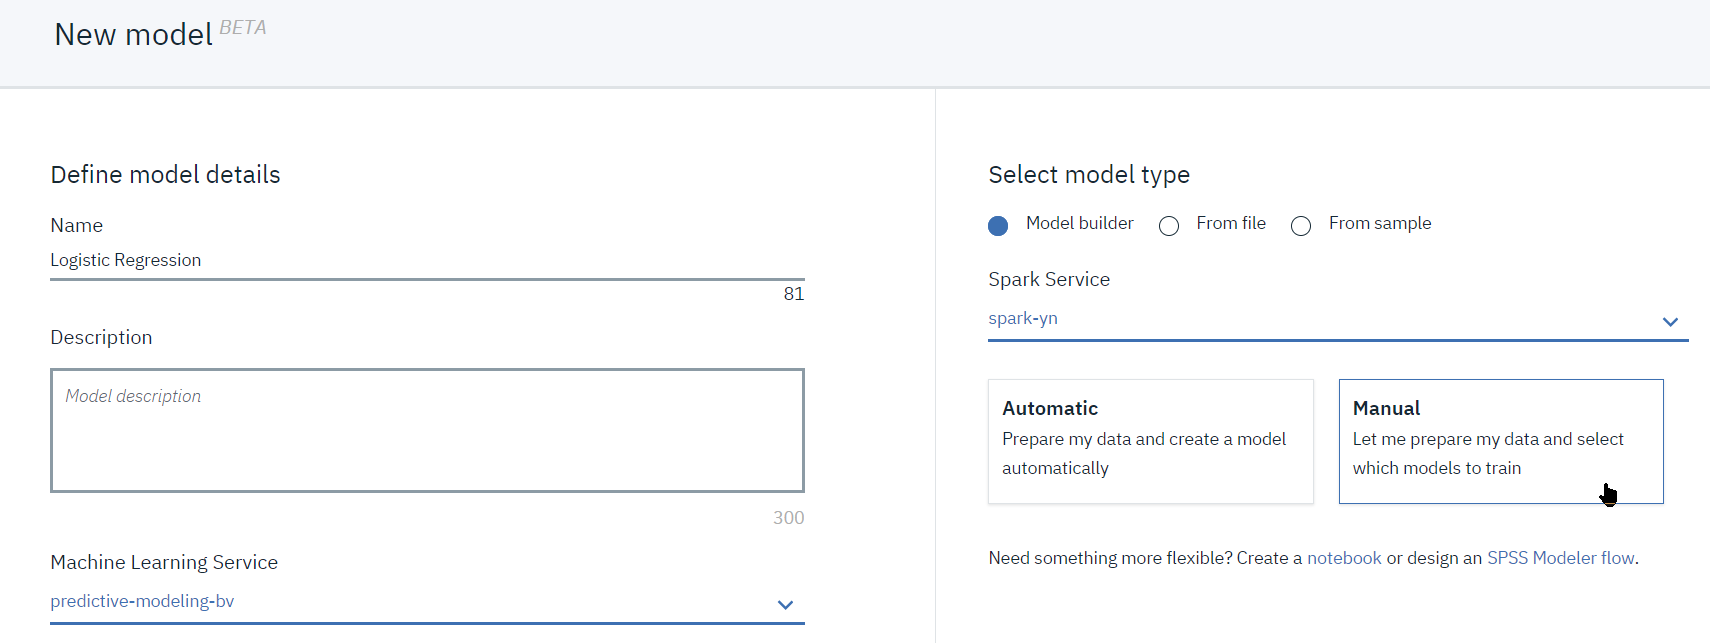 New model BETA
Define model details
Name
Logistic Regression
81
Description
Model description
300
Machine Learning Service
predictive-modeling-bv
Select model type
Model builder From file From sample
Spark Service
spark-yn
Automatic
Prepare my data and create a model
automatically
Manual
Let me prepare my data and select
which models to train
Need something more flexible? Create a notebook or design an SPSS Modeler flow.